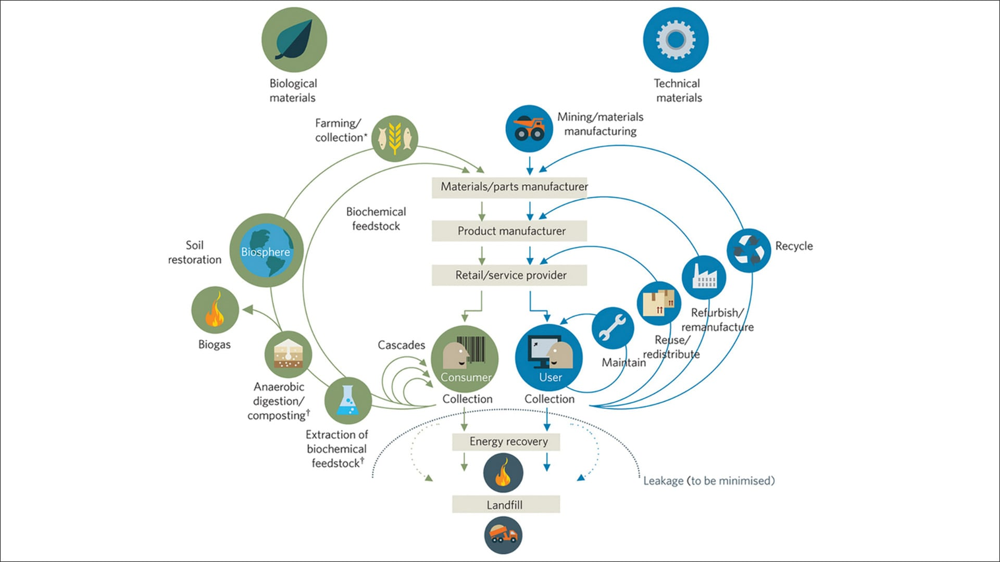 Biological
materials
Technical
materials
Farming/
collection*
Mining/materials
manufacturing
Materials/parts manufacturer
Biochemical
feedstock
Product manufacturer
Soil
restoration
Biosphere
Recycle
Retail/service provider
Biogas
Refurbish/
remanufacture
Reuse/
redistribute
Cascades
Maintain
Consumer
User
Anaerobic
digestion/
composting†
Collection
Collection
Extraction of
biochemical
feedstock†
Energy recovery
Leakage (to be minimised)
Landfill